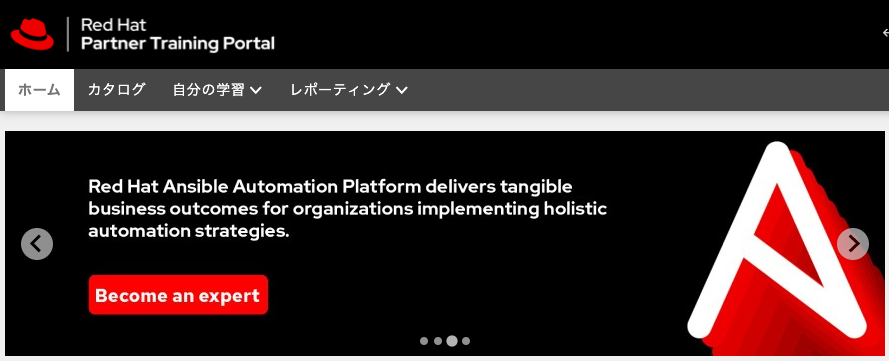 Red Hat
Partner Training Portal
ホーム カタログ 自分の学習 レポーティング
Red Hat Ansible Automation Platform delivers tangible
business outcomes for organizations implementing holistic
automation strategies.
Become an expert